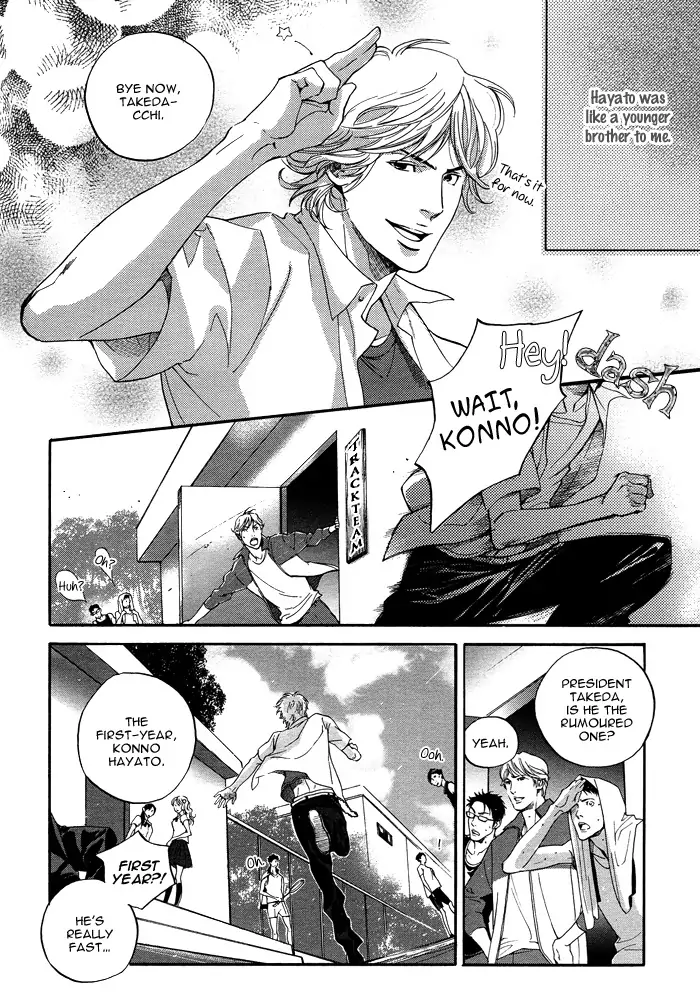 BYE NOW,
TAKEDA-
CCHI.
Hayato was
like a younger
brother to me.
That's it
for now.
Hey!
WAIT,
KONNO!
dash
TRACK TEAM
Oh?
Huh?
PRESIDENT
TAKEDA,
IS HE THE
RUMOURED
ONE?
YEAH.
THE
FIRST-YEAR,
KONNO
HAYATO.
Ooh.
!
Oh.
FIRST
YEAR?!
HE'S
REALLY
FAST...